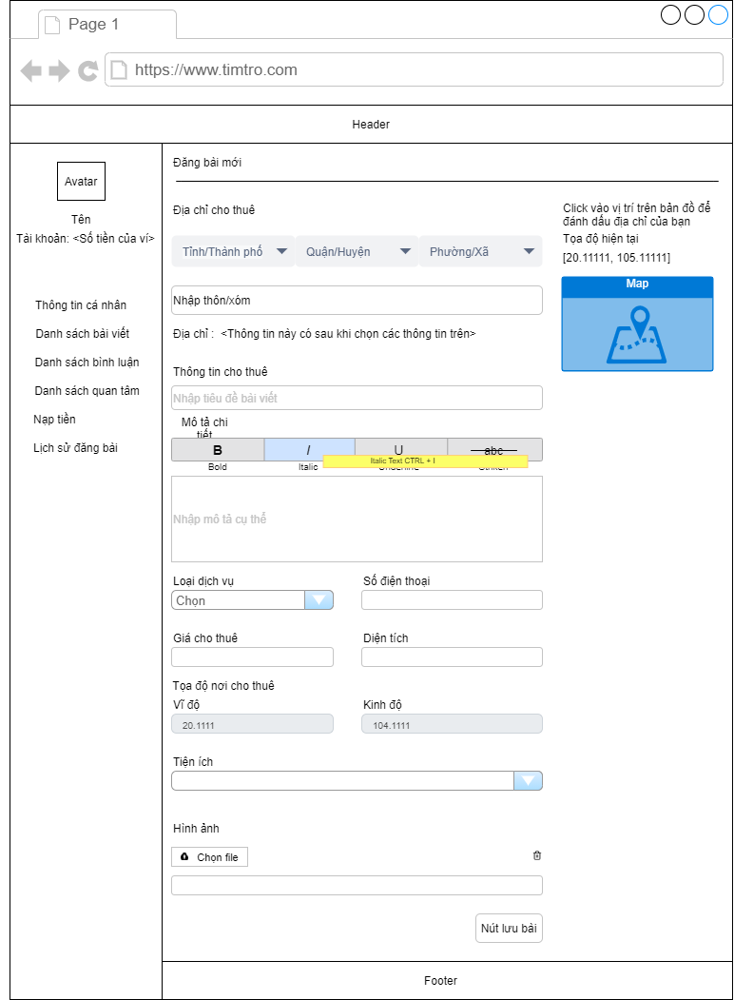 Page 1
https://www.timtro.com
Header
Avatar
Tên
Tài khoản: <Số tiền của ví>
Thông tin cá nhân
Danh sách bài viết
Danh sách bình luận
Danh sách quan tâm
Nạp tiền
Lịch sử đăng bài
Đăng bài mới
Địa chỉ cho thuê
Tỉnh/Thành phố
Quận/Huyện
Phường/Xã
Nhập thôn/xóm
Địa chỉ : <Thông tin này có sau khi chọn các thông tin trên>
Thông tin cho thuê
Nhập tiêu đề bài viết
Mô tả chi
tiết
B
I
U
abc
Bold
Italic
Italic Text CTRL + I
Nhập mô tả cụ thể
Loại dịch vụ
Số điện thoại
Chọn
Giá cho thuê
Diện tích
Tọa độ nơi cho thuê
Vĩ độ
Kinh độ
20.1111
104.1111
Tiện ích
Hình ảnh
Chọn file
Nút lưu bài
Click vào vị trí trên bản đồ để
đánh dấu địa chỉ của bạn
Tọa độ hiện tại
[20.11111, 105.11111]
Map
Footer